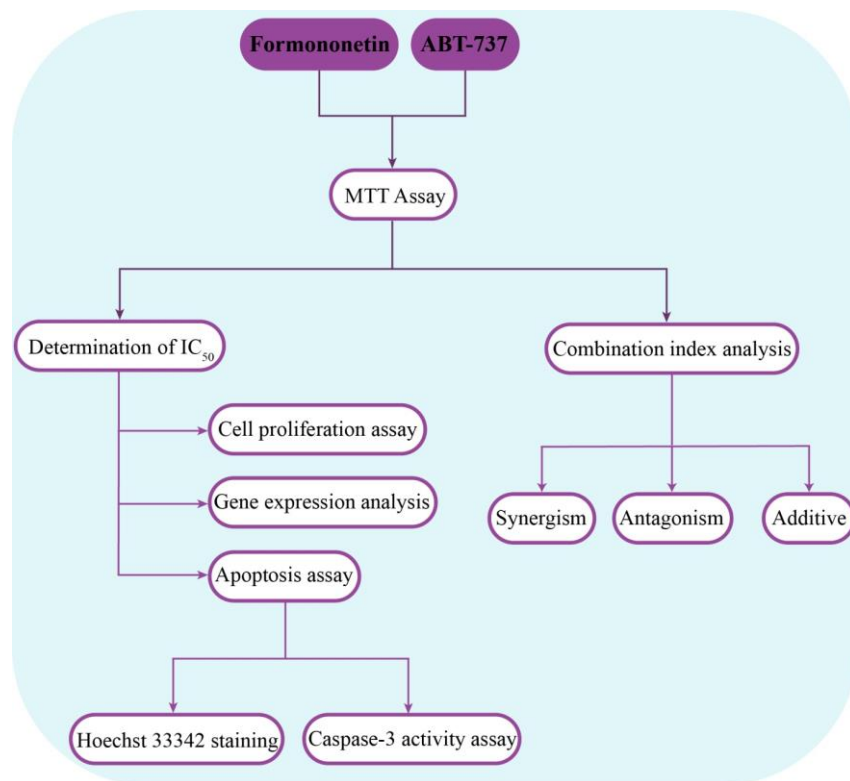 Formononetin
ABT-737
MTT Assay
Determination of IC₅₀
Combination index analysis
Cell proliferation assay
Gene expression analysis
Synergism
Antagonism
Additive
Apoptosis assay
Hoechst 33342 staining
Caspase-3 activity assay